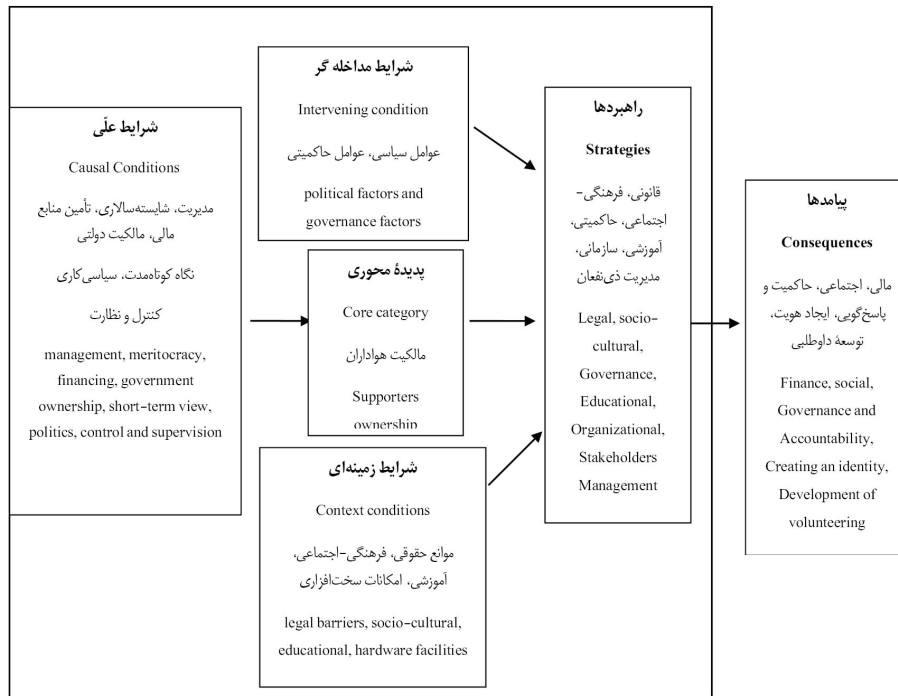 شرایط علّی
Causal Conditions
مدیریت، شایسته‌سالاری، تأمین منابع
مالی، مالکیت دولتی
نگاه کوتاه‌مدت، سیاسی‌کاری
کنترل و نظارت
management, meritocracy,
financing, government
ownership, short-term view,
politics, control and supervision
شرایط مداخله گر
Intervening condition
عوامل سیاسی، عوامل حاکمیتی
political factors and
governance factors
پدیدۀ محوری
Core category
مالکیت هواداران
Supporters
ownership
شرایط زمینه‌ای
Context conditions
موانع حقوقی، فرهنگی-اجتماعی،
آموزشی، امکانات سخت‌افزاری
legal barriers, socio-cultural,
educational, hardware facilities
راهبردها
Strategies
قانونی، فرهنگی-
اجتماعی، حاکمیتی،
آموزشی، سازمانی،
مدیریت ذی‌نفعان
Legal, socio-
cultural,
Governance,
Educational,
Organizational,
Stakeholders
Management
پیامدها
Consequences
مالی، اجتماعی، حاکمیت و
پاسخ‌گویی، ایجاد هویت،
توسعۀ داوطلبی
Finance, social,
Governance and
Accountability,
Creating an identity,
Development of
volunteering